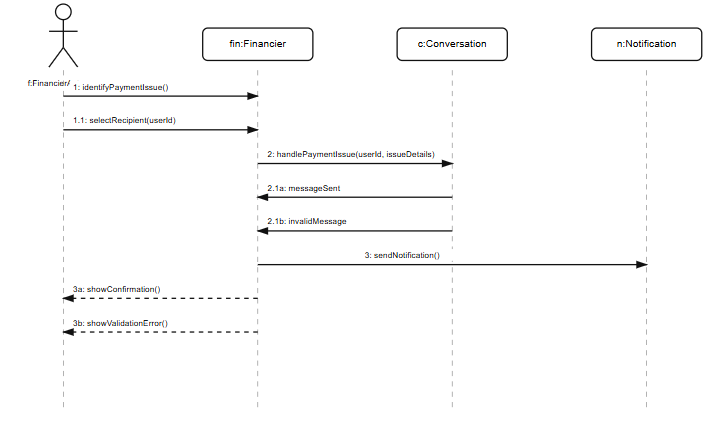 fin:Financier
c:Conversation
n:Notification
f:Financier/
1: identifyPaymentIssue()
1.1: selectRecipient(userId)
2: handlePaymentIssue(userId, issueDetails)
2.1a: messageSent
2.1b: invalidMessage
3: sendNotification()
3a: showConfirmation()
3b: showValidationError()